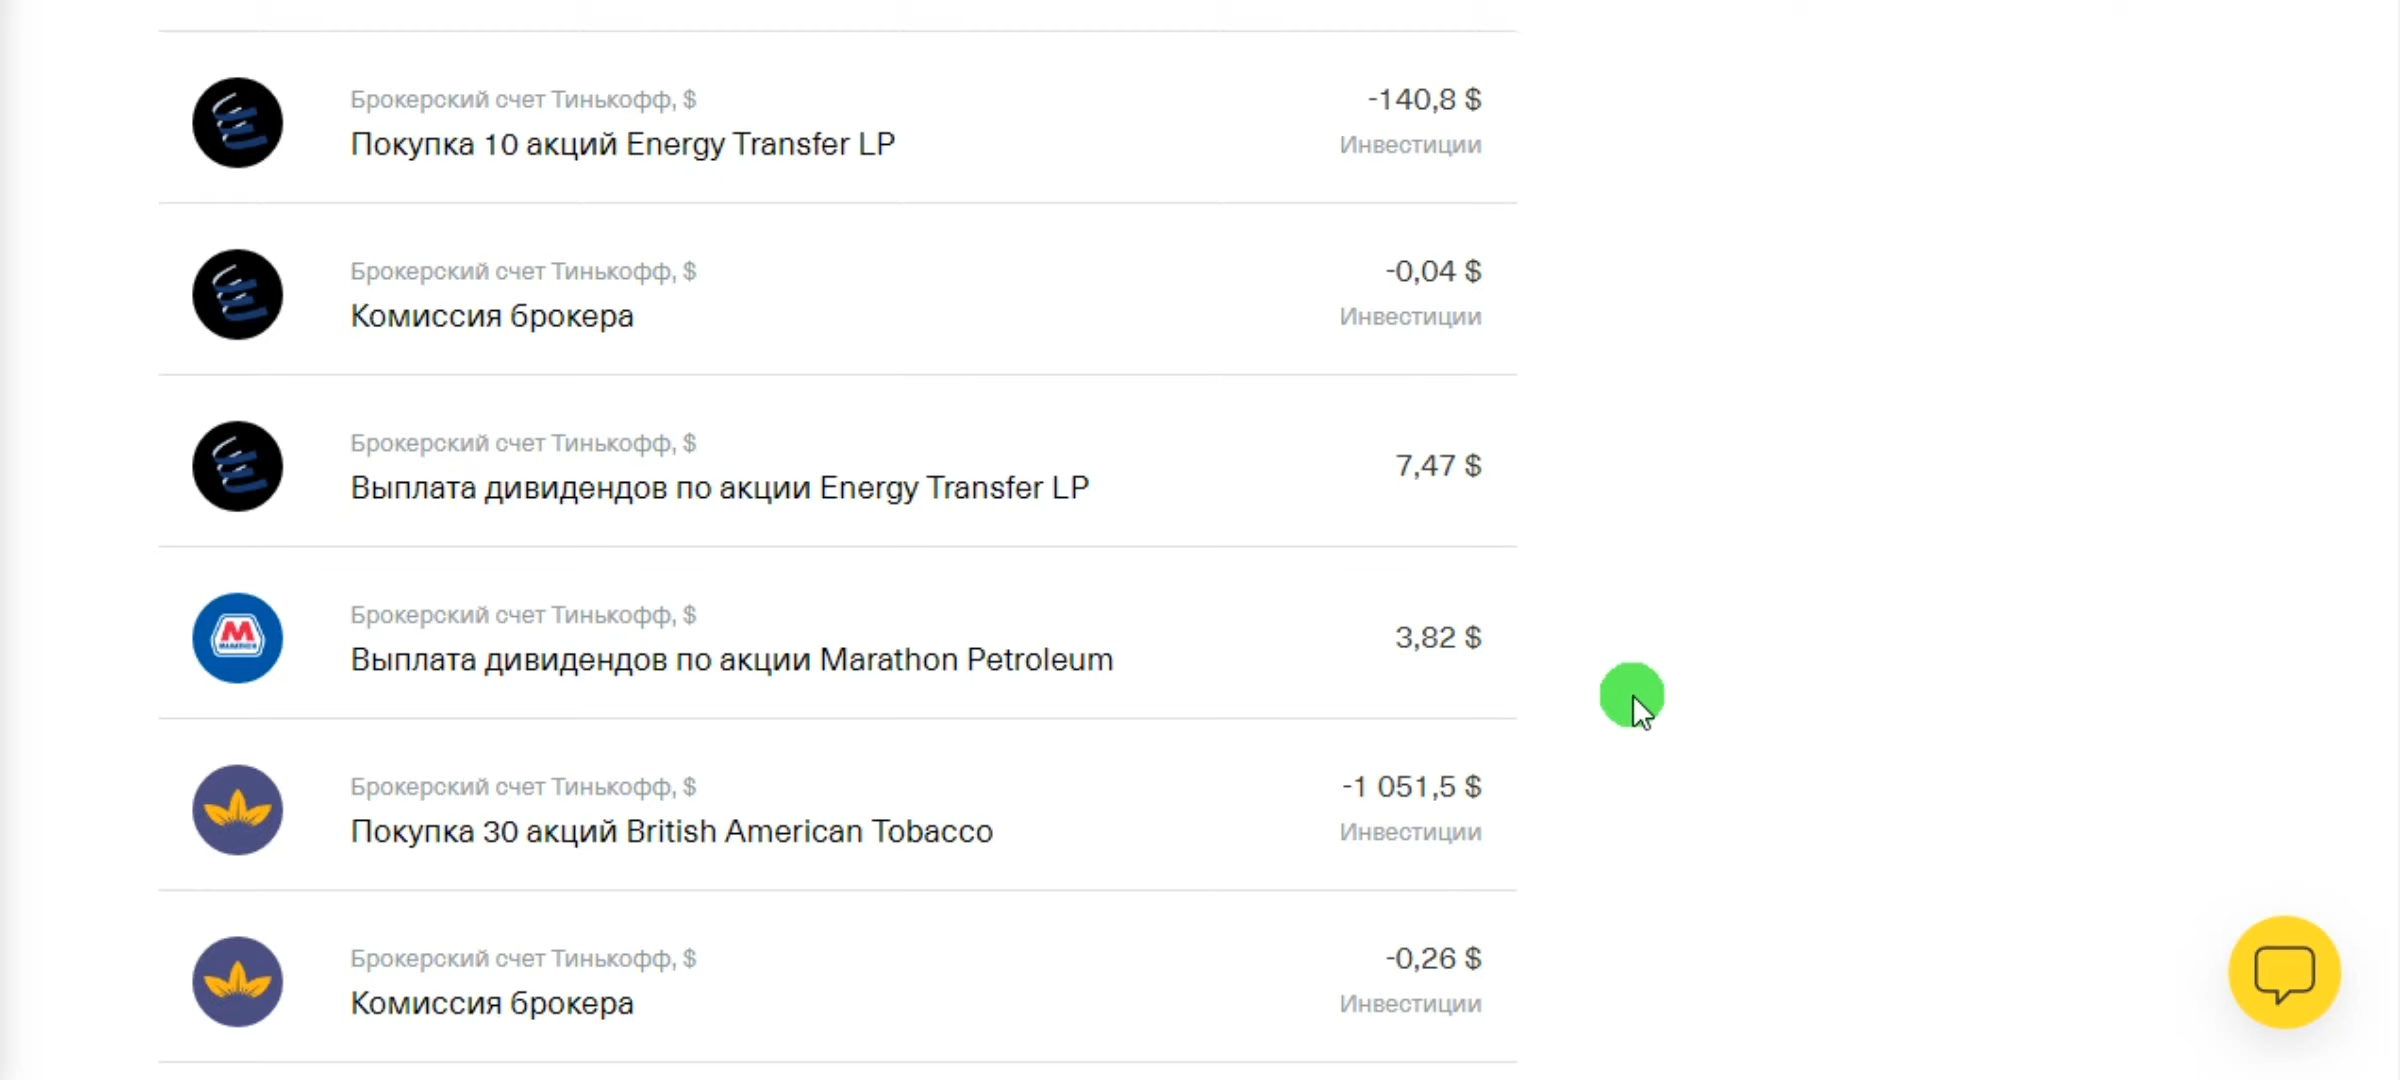 Брокерский счет Тинькофф, $
-140,8 $
Покупка 10 акций Energy Transfer LP
Инвестиции
Брокерский счет Тинькофф, $
-0,04 $
Комиссия брокера
Инвестиции
Брокерский счет Тинькофф, $
Выплата дивидендов по акции Energy Transfer LP
7,47 $
M
MARATHON
Брокерский счет Тинькофф, $
Выплата дивидендов по акции Marathon Petroleum
3,82 $
Брокерский счет Тинькофф, $
-1 051,5 $
Покупка 30 акций British American Tobacco
Инвестиции
Брокерский счет Тинькофф, $
-0,26 $
Комиссия брокера
Инвестиции